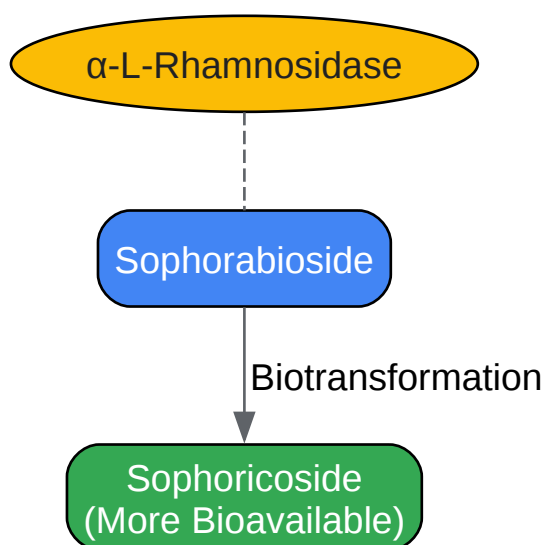 α-L-Rhamnosidase
Sophorabioside
Biotransformation
Sophoricoside
(More Bioavailable)